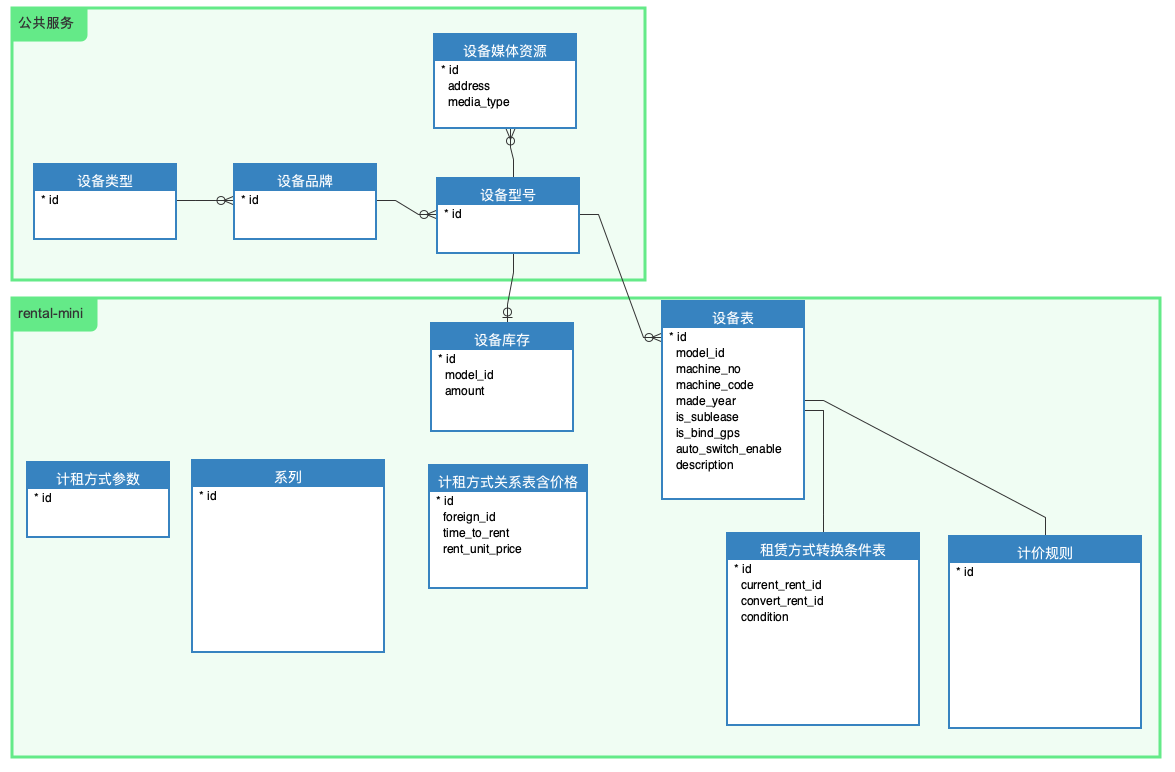 公共服务
设备媒体资源
* id
address
media_type
设备类型
* id
设备品牌
* id
设备型号
* id
rental-mini
设备库存
* id
model_id
amount
设备表
* id
model_id
machine_no
machine_code
made_year
is_sublease
is_bind_gps
auto_switch_enable
description
计租方式参数
* id
系列
* id
计租方式关系表含价格
* id
foreign_id
time_to_rent
rent_unit_price
租赁方式转换条件表
* id
current_rent_id
convert_rent_id
condition
计价规则
* id